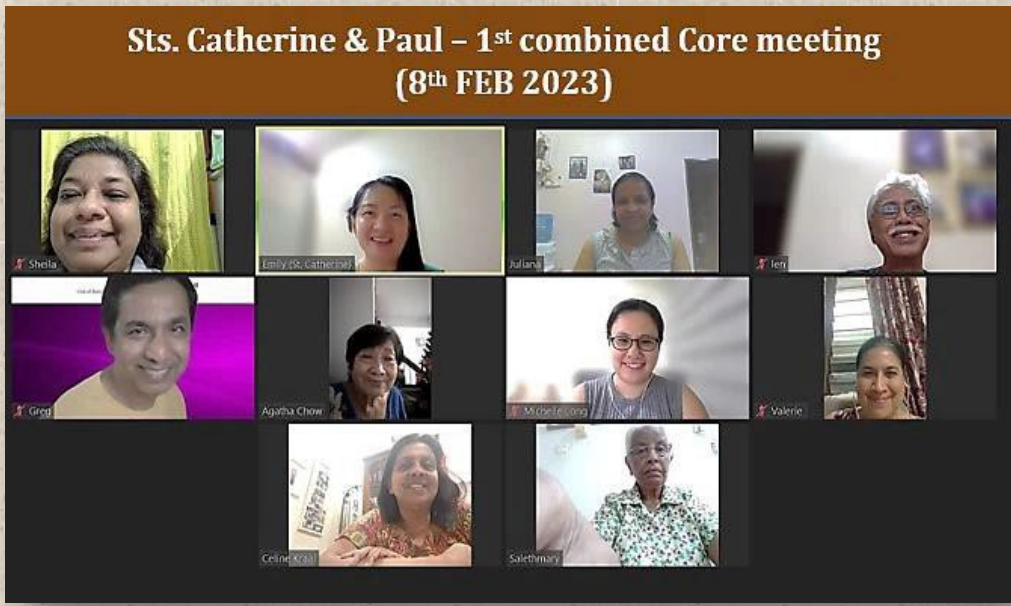 Sts. Catherine & Paul – 1st combined Core meeting
(8th FEB 2023)
Sheila
Emily (St. Catherine)
Juliana
len
Greg
Agatha Chow
Michelle Long
Valerie
Celine Kraal
Salethmary